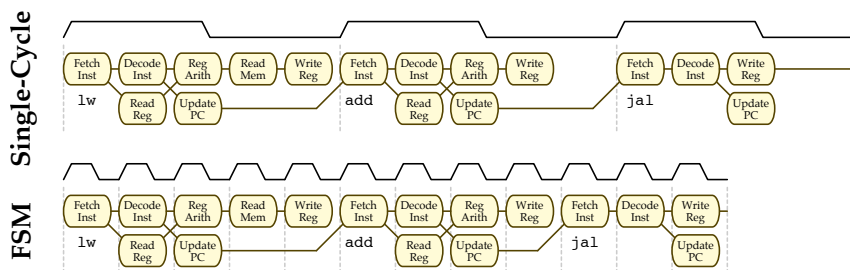 Single-Cycle
Fetch Inst
Decode Inst
Reg Arith
Read Mem
Write Reg
Fetch Inst
Decode Inst
Reg Arith
Write Reg
Fetch Inst
Decode Inst
Write Reg
lw
Read Reg
Update PC
add
Read Reg
Update PC
jal
Update PC
FSM
Fetch Inst
Decode Inst
Reg Arith
Read Mem
Write Reg
Fetch Inst
Decode Inst
Reg Arith
Write Reg
Fetch Inst
Decode Inst
Write Reg
lw
Read Reg
Update PC
add
Read Reg
Update PC
jal
Update PC